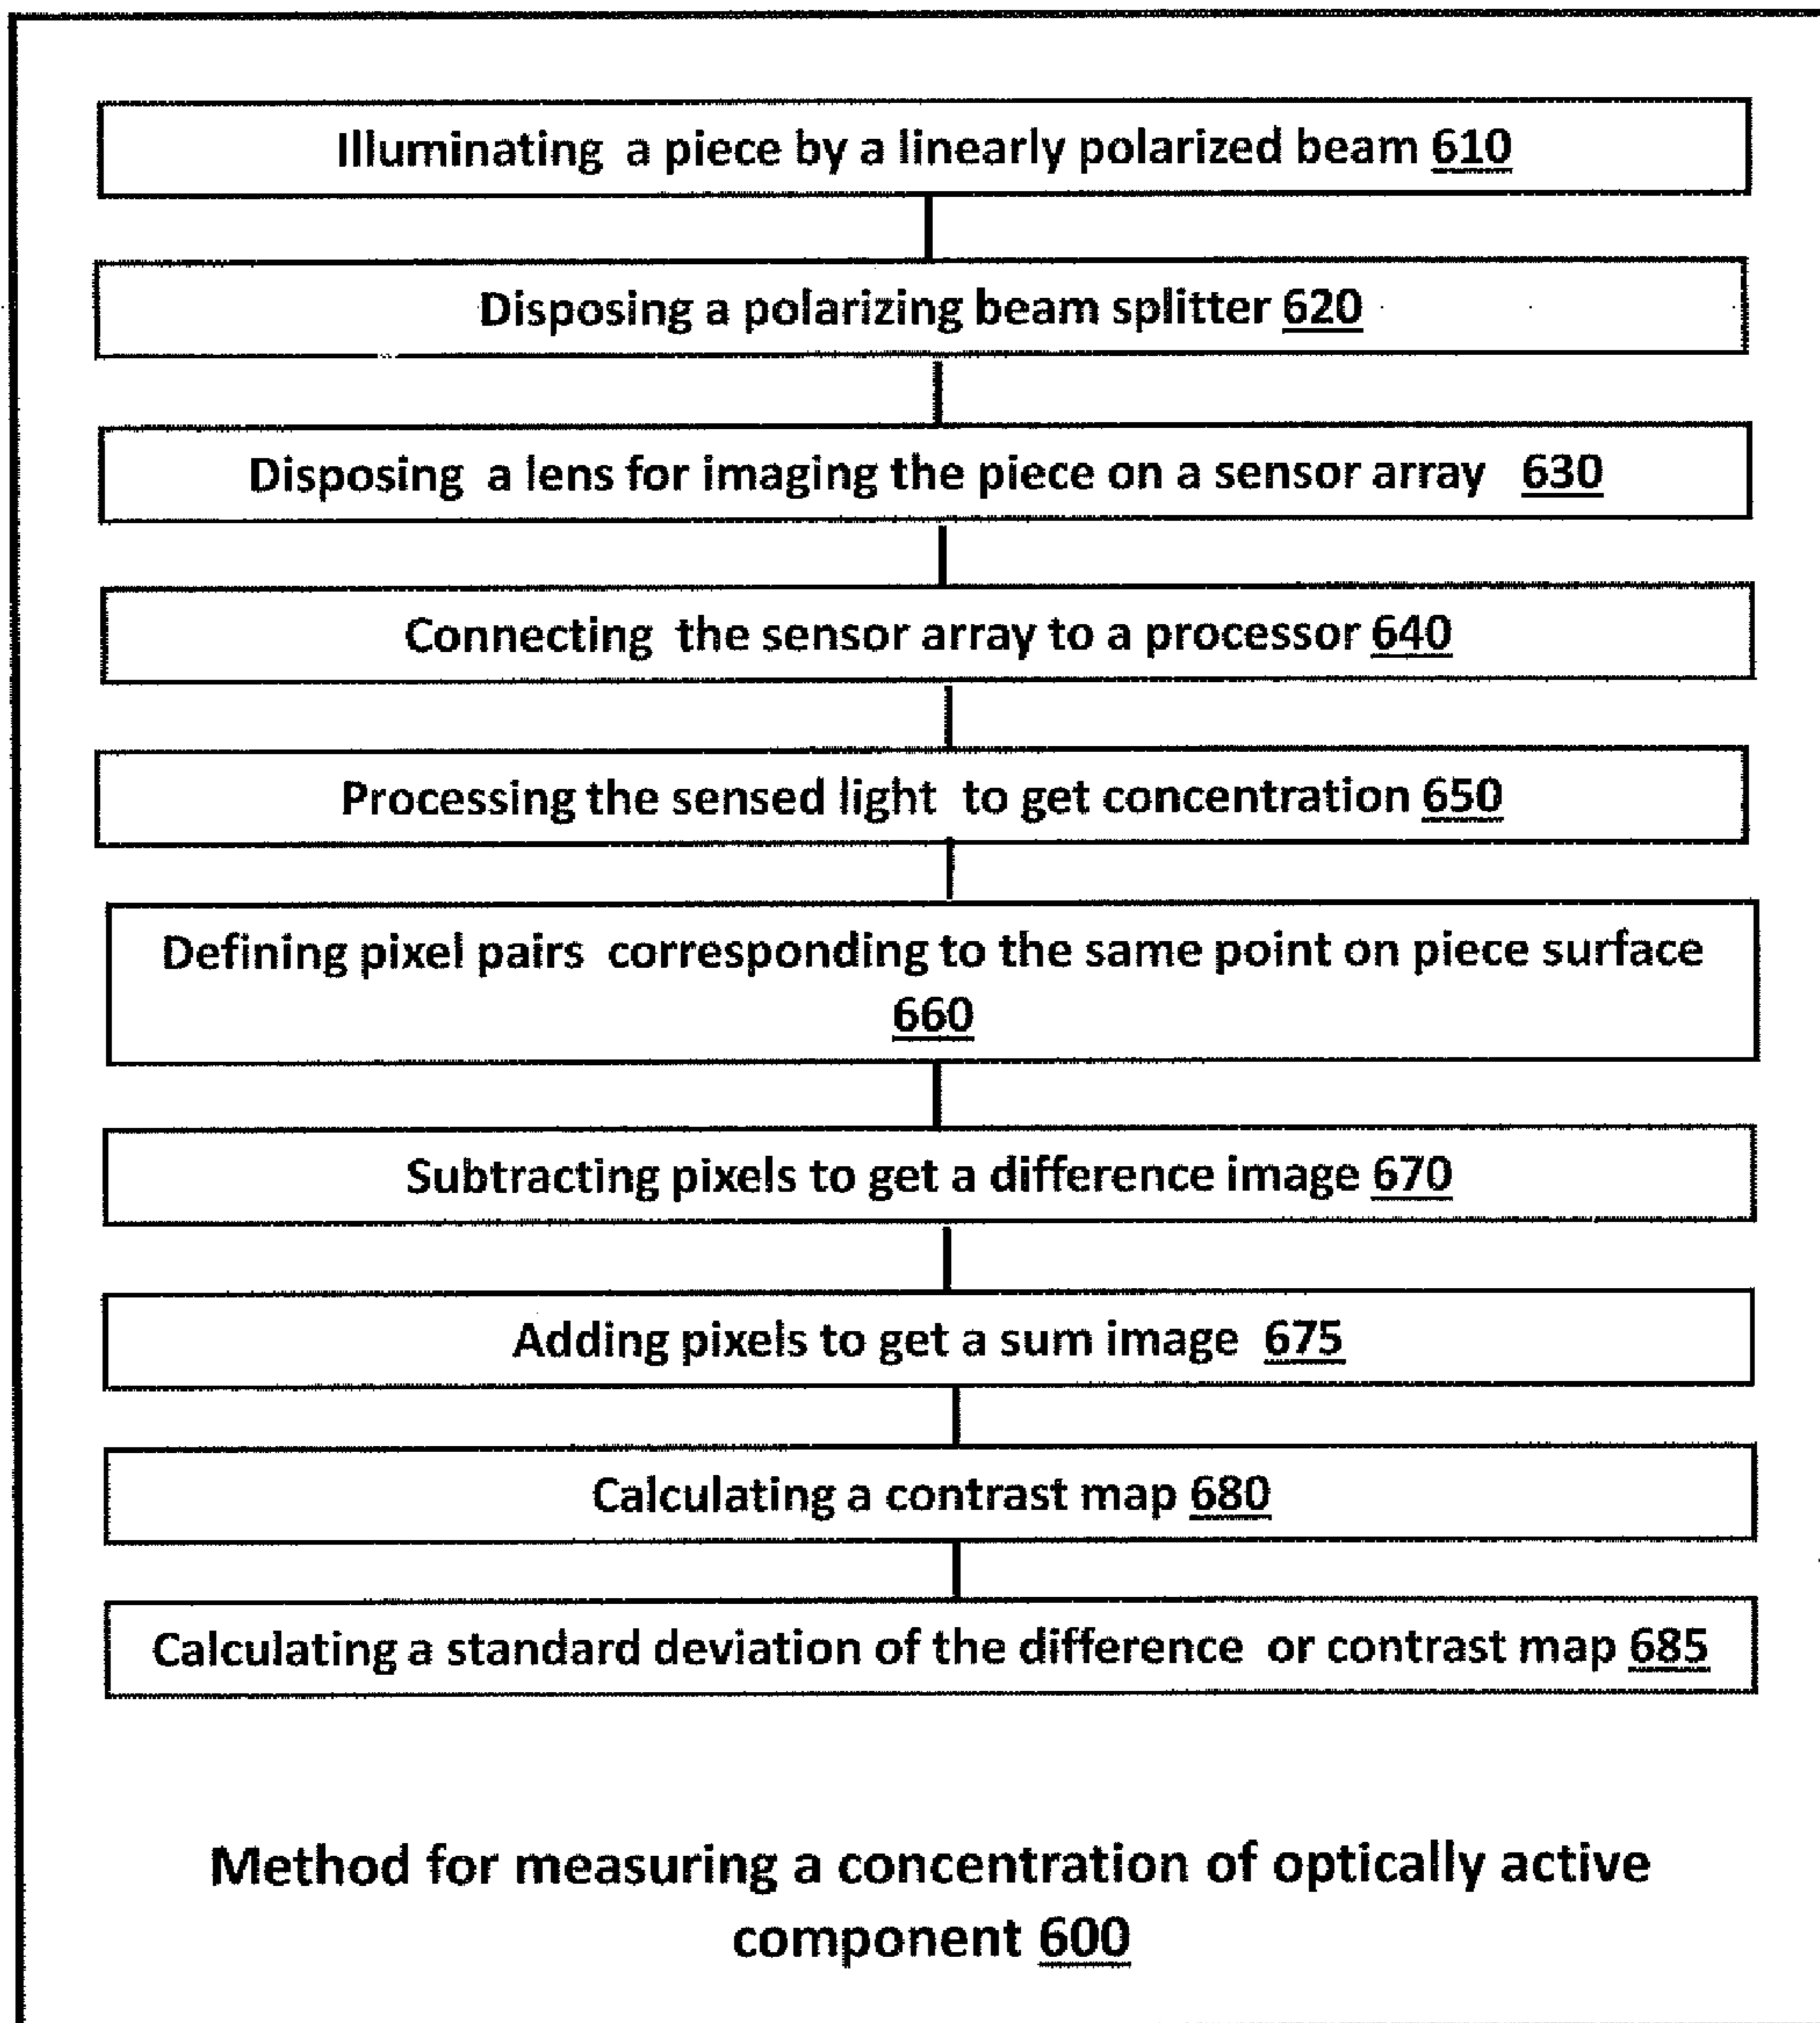 Illuminating a piece by a linearly polarized beam 610
Disposing a polarizing beam splitter 620
Disposing a lens for imaging the piece on a sensor array 630
Connecting the sensor array to a processor 640
Processing the sensed light to get concentration 650
Defining pixel pairs corresponding to the same point on piece surface
660
Subtracting pixels to get a difference image 670
Adding pixels to get a sum image 675
Calculating a contrast map 680
Calculating a standard deviation of the difference or contrast map 685
Method for measuring a concentration of optically active
component 600